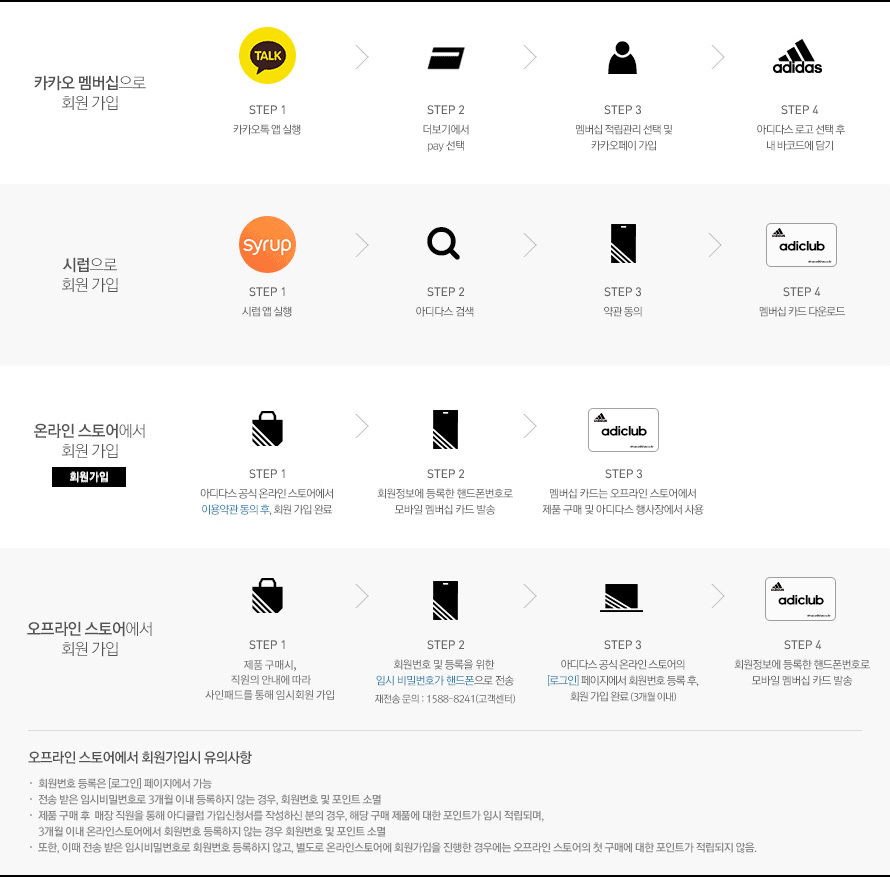 카카오 멤버십으로
회원 가입
TALK
adidas
STEP 1
카카오톡 앱 실행
STEP 2
더보기에서
pay 선택
STEP 3
멤버십 적립관리 선택 및
카카오페이 가입
STEP 4
아디다스 로고 선택 후
내 바코드에 담기
시럽으로
회원 가입
syrup
adiclub
STEP 1
시럽 앱 실행
STEP 2
아디다스 검색
STEP 3
약관 동의
STEP 4
멤버십 카드 다운로드
온라인 스토어에서
회원 가입
회원가입
adiclub
STEP 1
아디다스 공식 온라인 스토어에서
이용약관 동의 후, 회원 가입 완료
STEP 2
회원정보에 등록한 핸드폰번호로
모바일 멤버십 카드 발송
STEP 3
멤버십 카드는 오프라인 스토어에서
제품 구매 및 아디다스 행사장에서 사용
오프라인 스토어에서
회원 가입
adiclub
STEP 1
제품 구매시,
직원의 안내에 따라
사인패드를 통해 임시회원 가입
STEP 2
회원번호 및 등록을 위한
임시 비밀번호가 핸드폰으로 전송
재전송 문의 : 1588-8241(고객센터)
STEP 3
아디다스 공식 온라인 스토어의
[로그인] 페이지에서 회원번호 등록 후,
회원 가입 완료 (3개월 이내)
STEP 4
회원정보에 등록한 핸드폰번호로
모바일 멤버십 카드 발송
오프라인 스토어에서 회원가입시 유의사항
· 회원번호 등록은 [로그인] 페이지에서 가능
· 전송 받은 임시비밀번호로 3개월 이내 등록하지 않는 경우, 회원번호 및 포인트 소멸
· 제품 구매 후 매장 직원을 통해 아디클럽 가입신청서를 작성하신 분의 경우, 해당 구매 제품에 대한 포인트가 임시 적립되며,
3개월 이내 온라인스토어에서 회원번호 등록하지 않는 경우 회원번호 및 포인트 소멸
· 또한, 이때 전송 받은 임시비밀번호로 회원번호 등록하지 않고, 별도로 온라인스토어에 회원가입을 진행한 경우에는 오프라인 스토어의 첫 구매에 대한 포인트가 적립되지 않음.